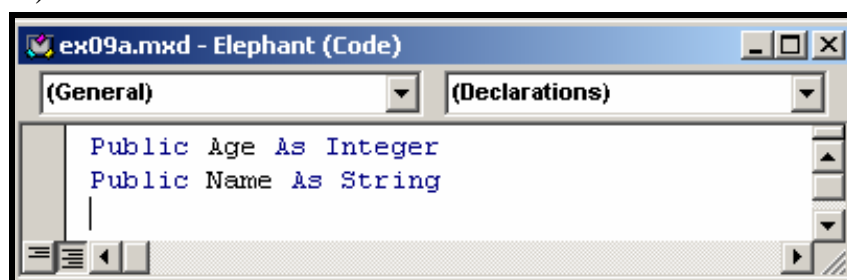 ex09a.mxd - Elephant (Code)
(General) (Declarations)
Public Age As Integer
Public Name As String